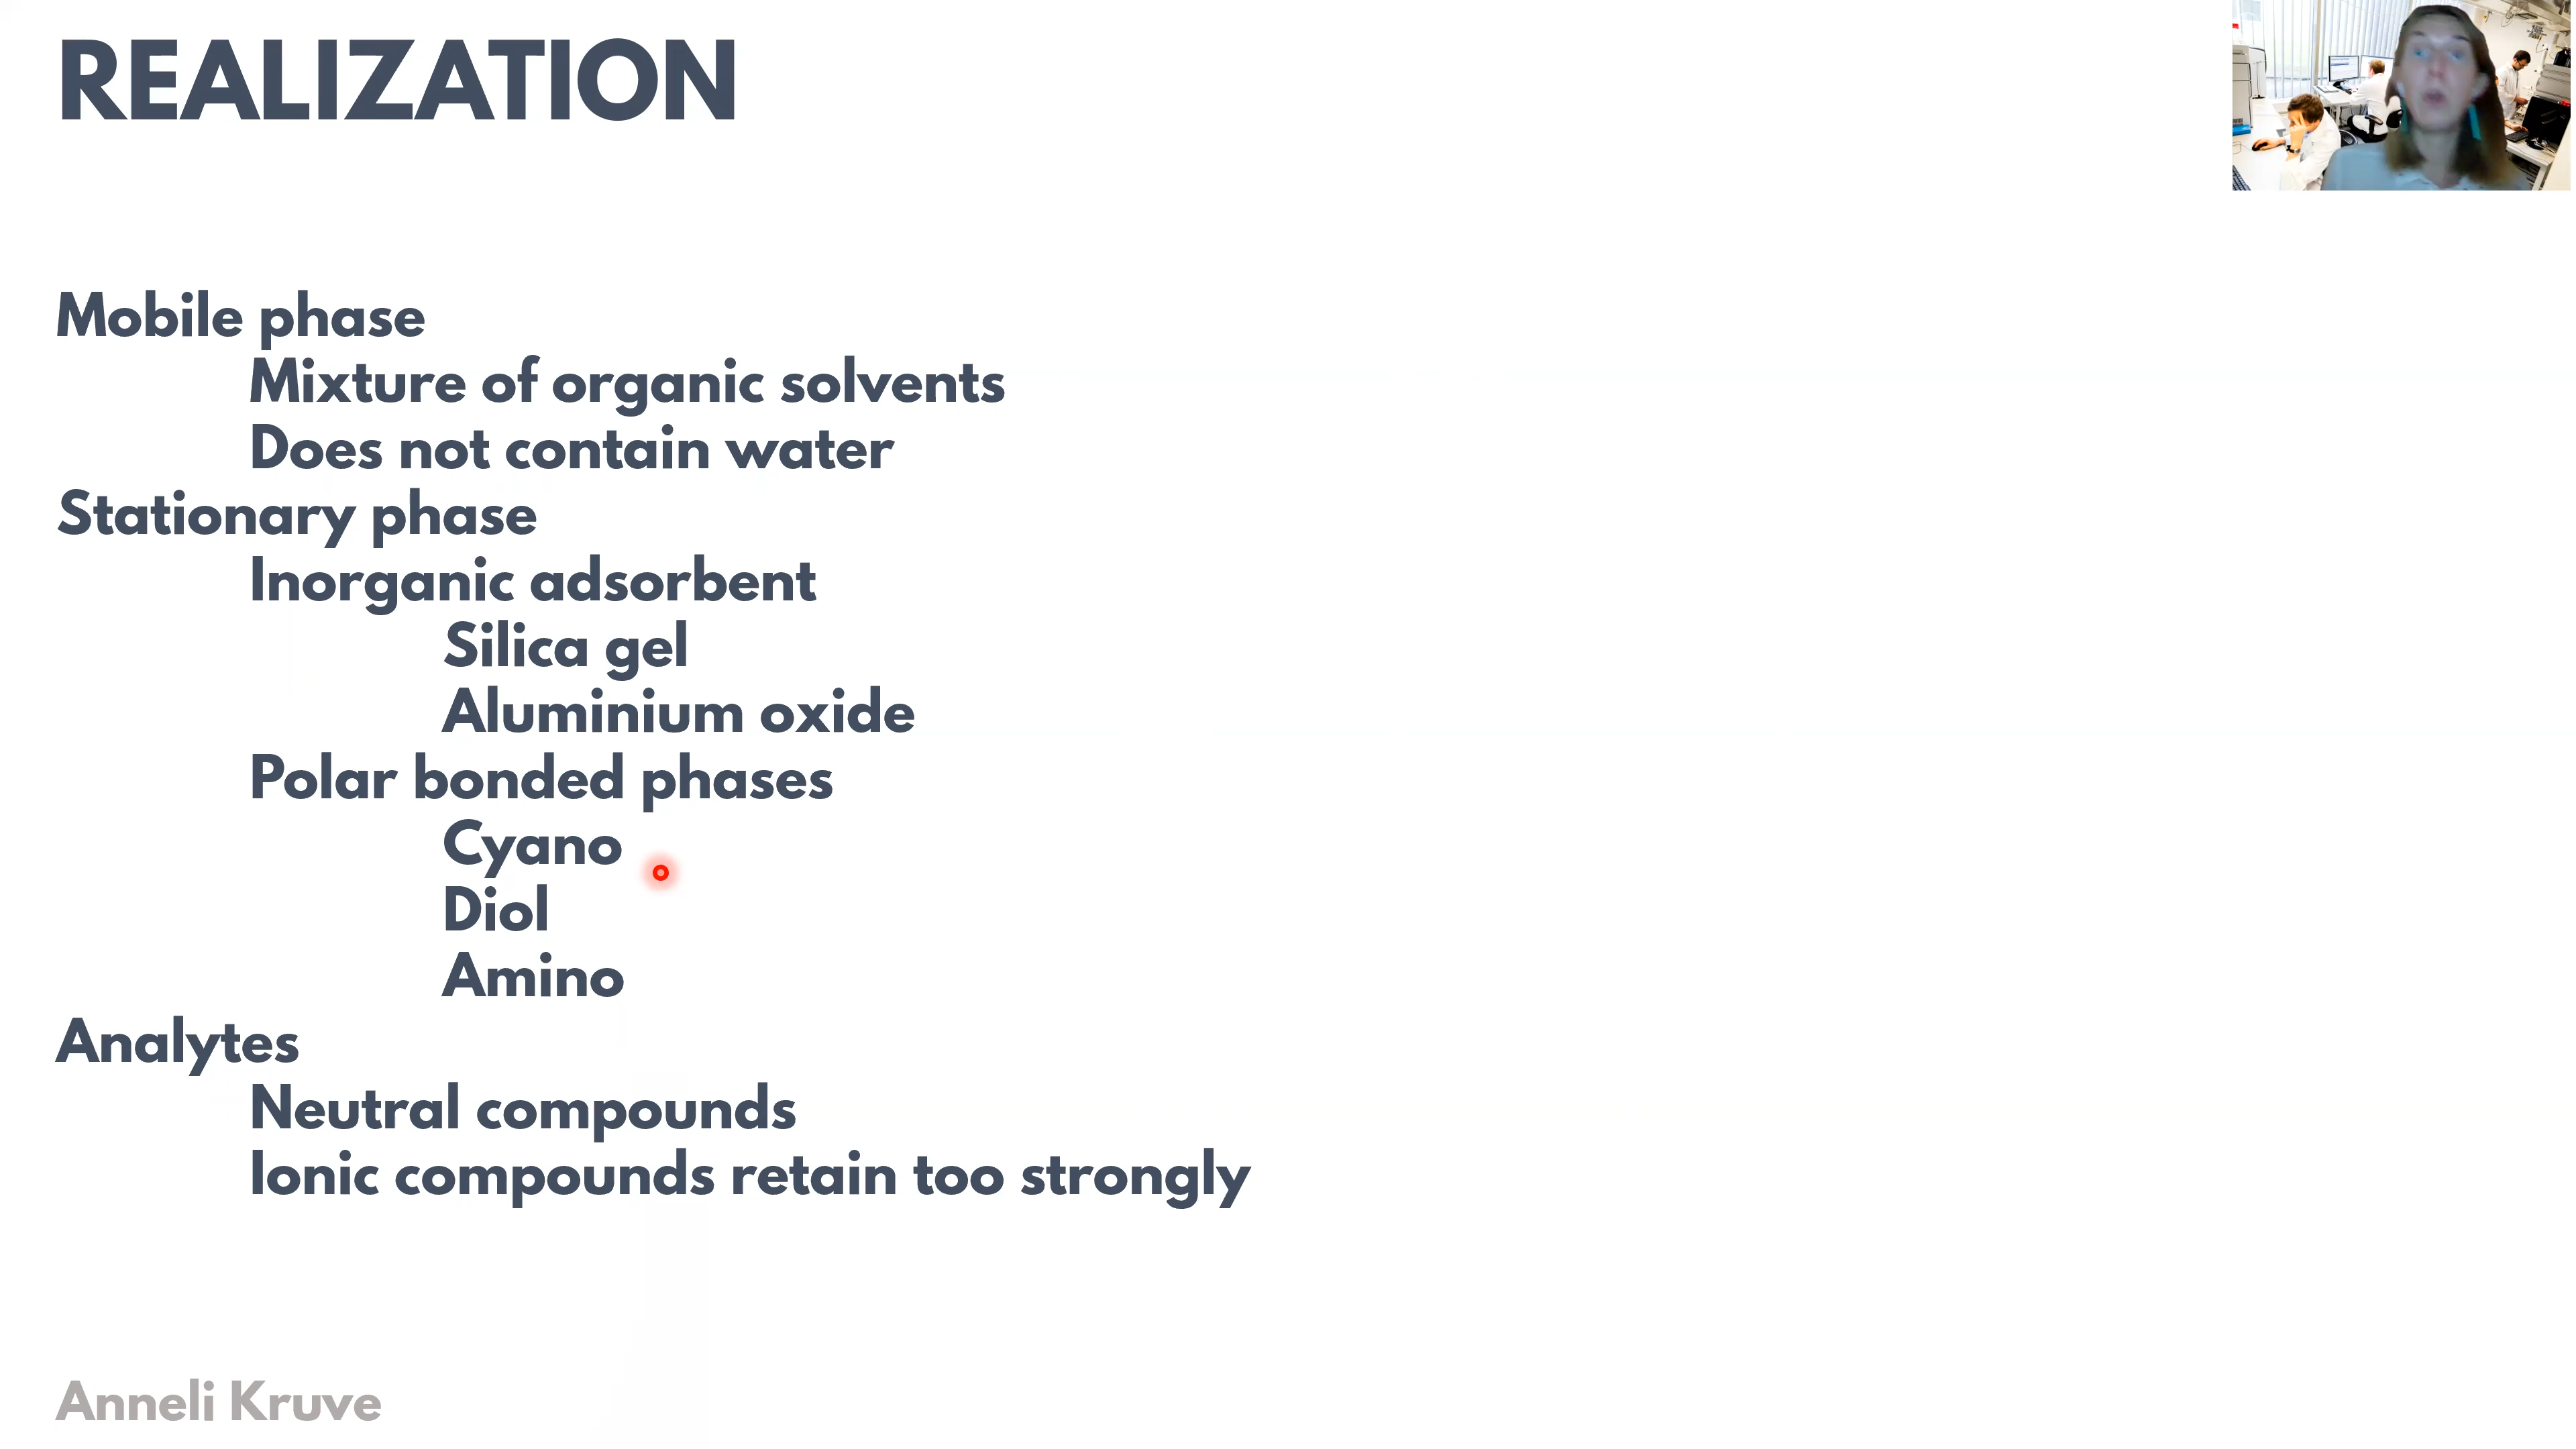 REALIZATION
Mobile phase
Mixture of organic solvents
Does not contain water
Stationary phase
Inorganic adsorbent
Silica gel
Aluminium oxide
Polar bonded phases
Cyano
Diol
Amino
Analytes
Neutral compounds
Ionic compounds retain too strongly
Anneli Kruve